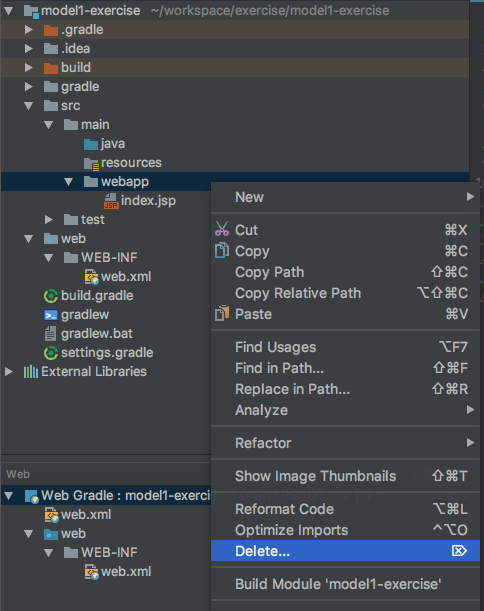 model1-exercise ~/workspace/exercise/model1-exercise
.gradle
.idea
build
gradle
src
main
java
resources
webapp
index.jsp
JSP
test
web
WEB-INF
web.xml
build.gradle
gradlew
gradlew.bat
settings.gradle
External Libraries
New
Cut ⌘X
Copy ⌘C
Copy Path ⇧⌘C
Copy Relative Path ⌥⇧⌘C
Paste ⌘V
Find Usages ⌥F7
Find in Path... ⇧⌘F
Replace in Path... ⇧⌘R
Analyze
Refactor
Show Image Thumbnails ⇧⌘T
Reformat Code ⌥⌘L
Optimize Imports ^⌥O
Delete... ⌦
Build Module 'model1-exercise'
Web
Web Gradle : model1-exerci
web.xml
web
WEB-INF
web.xml